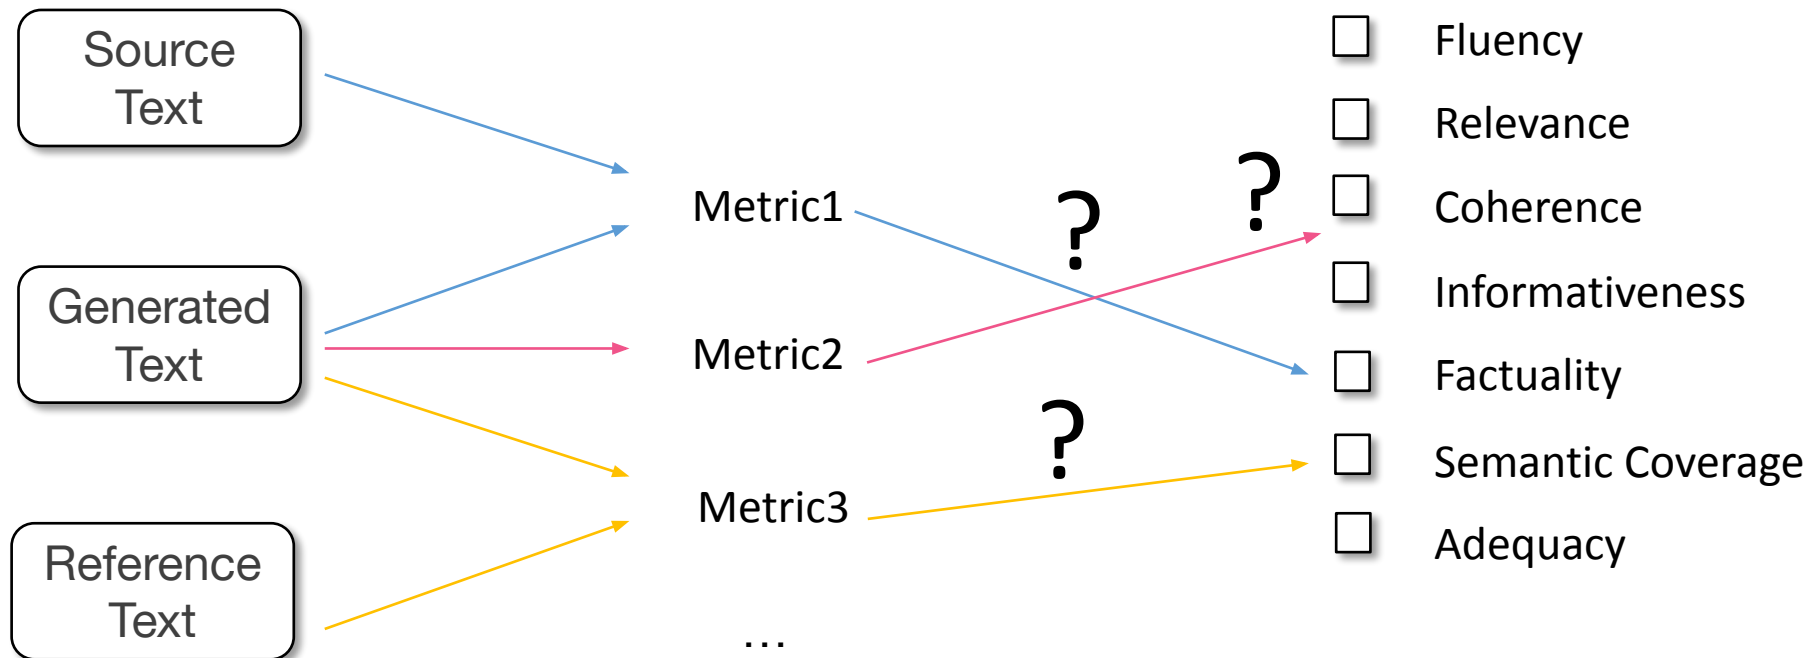 Source
Text
Generated
Text
Reference
Text
Metric1
Metric2
Metric3
...
?
?
?
Fluency
Relevance
Coherence
Informativeness
Factuality
Semantic Coverage
Adequacy